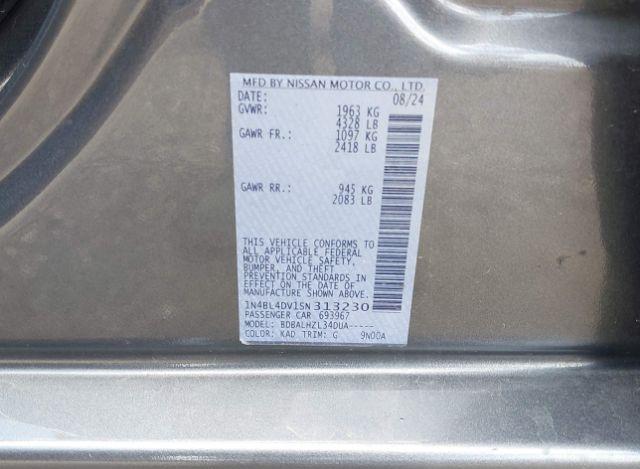 MFD BY NISSAN MOTOR CO., LTD.
DATE: 08/24
GVWR: 1963 KG
4328 LB
GAWR FR.: 1097 KG
2418 LB
GAWR RR.: 945 KG
2083 LB
THIS VEHICLE CONFORMS TO
ALL APPLICABLE FEDERAL
MOTOR VEHICLE SAFETY,
BUMPER, AND THEFT
PREVENTION STANDARDS IN
EFFECT ON THE DATE OF
MANUFACTURE SHOWN ABOVE.
1N4BL4DV1SN313230
PASSENGER CAR 693967
MODEL: BDBALHZL34DUA-----
COLOR: KAD TRIM: G 9N00A